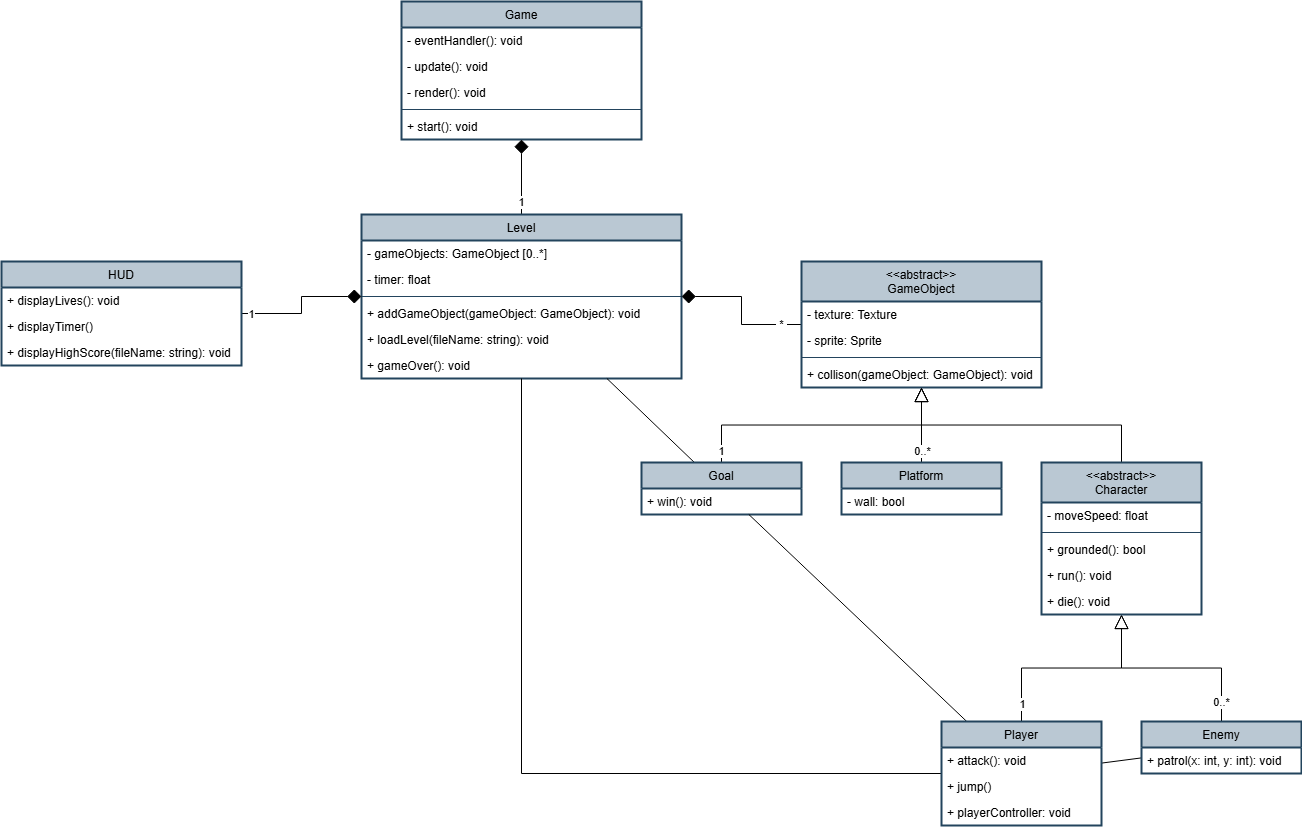 Game
- eventHandler(): void
- update(): void
- render(): void
+ start(): void
1
Level
- gameObjects: GameObject [0..*]
- timer: float
+ addGameObject(gameObject: GameObject): void
+ loadLevel(fileName: string): void
+ gameOver(): void
HUD
+ displayLives(): void
+ displayTimer()
+ displayHighScore(fileName: string): void
1
*
<<abstract>>
GameObject
- texture: Texture
- sprite: Sprite
+ collison(gameObject: GameObject): void
1
0..*
Goal
+ win(): void
Platform
- wall: bool
<<abstract>>
Character
- moveSpeed: float
+ grounded(): bool
+ run(): void
+ die(): void
1
0..*
Player
+ attack(): void
+ jump()
+ playerController: void
Enemy
+ patrol(x: int, y: int): void